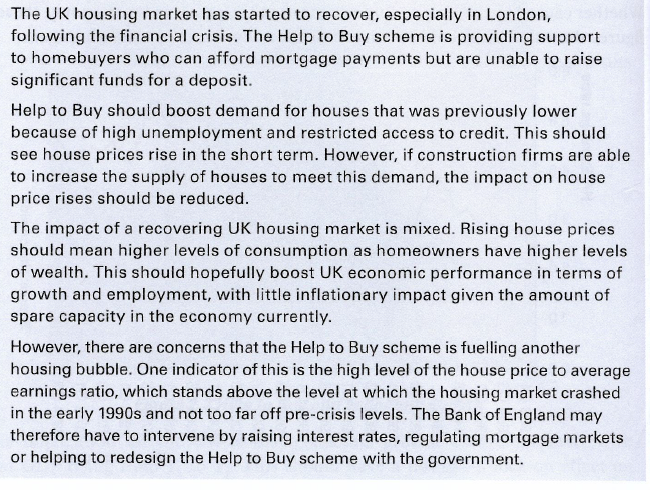 The UK housing market has started to recover, especially in London,
following the financial crisis. The Help to Buy scheme is providing support
to homebuyers who can afford mortgage payments but are unable to raise
significant funds for a deposit.
Help to Buy should boost demand for houses that was previously lower
because of high unemployment and restricted access to credit. This should
see house prices rise in the short term. However, if construction firms are able
to increase the supply of houses to meet this demand, the impact on house
price rises should be reduced.
The impact of a recovering UK housing market is mixed. Rising house prices
should mean higher levels of consumption as homeowners have higher levels
of wealth. This should hopefully boost UK economic performance in terms of
growth and employment, with little inflationary impact given the amount of
spare capacity in the economy currently.
However, there are concerns that the Help to Buy scheme is fuelling another
housing bubble. One indicator of this is the high level of the house price to average
earnings ratio, which stands above the level at which the housing market crashed
in the early 1990s and not too far off pre-crisis levels. The Bank of England may
therefore have to intervene by raising interest rates, regulating mortgage markets
or helping to redesign the Help to Buy scheme with the government.